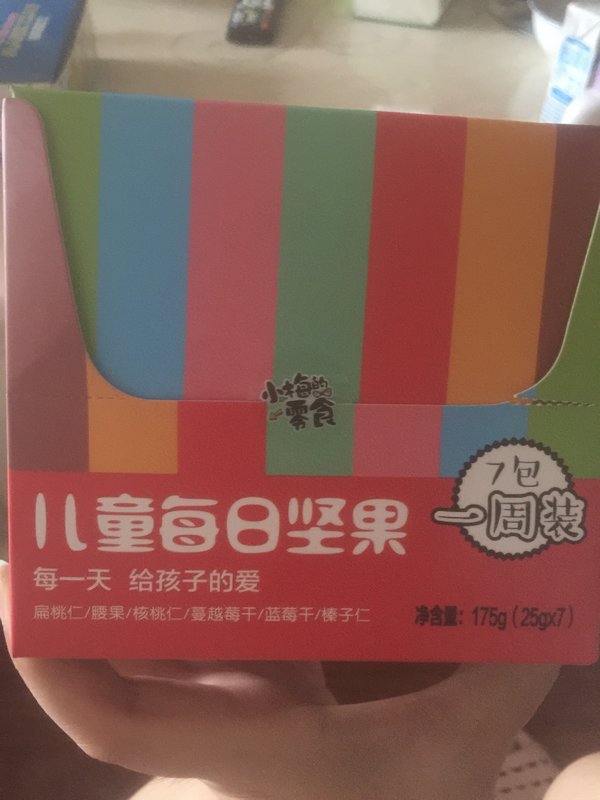 小梅的
零食
7包
一周装
儿童每日坚果
每一天 给孩子的爱
扁桃仁/腰果/核桃仁/蔓越莓干/蓝莓干/榛子仁
净含量：175g（25gx7）